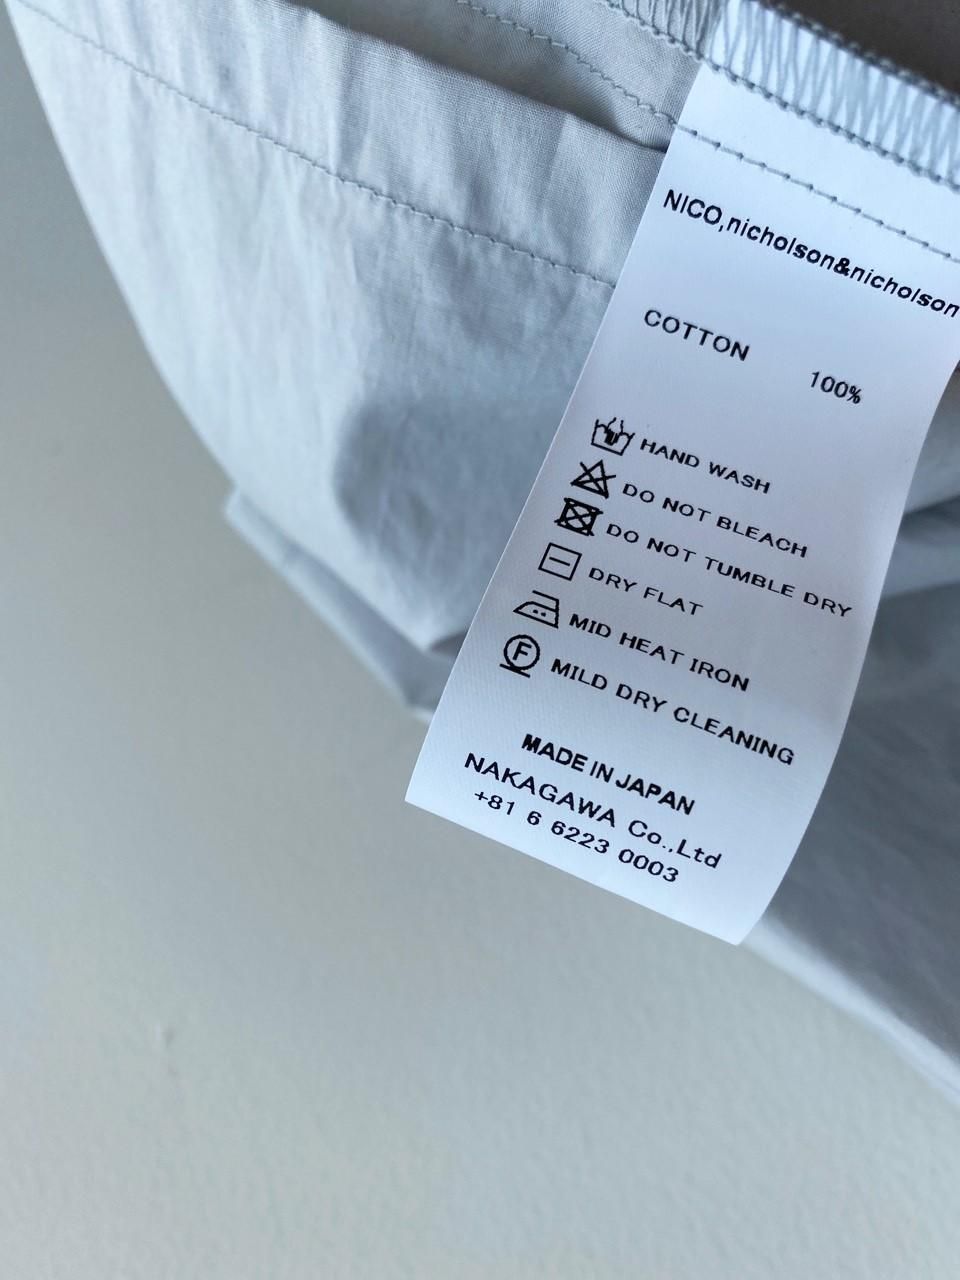 NICO,nicholson&nicholson
COTTON
100%
HAND WASH
DO NOT BLEACH
DO NOT TUMBLE DRY
DRY FLAT
MID HEAT IRON
F MILD DRY CLEANING
MADE IN JAPAN
NAKAGAWA Co.,Ltd
+81 6 6223 0003